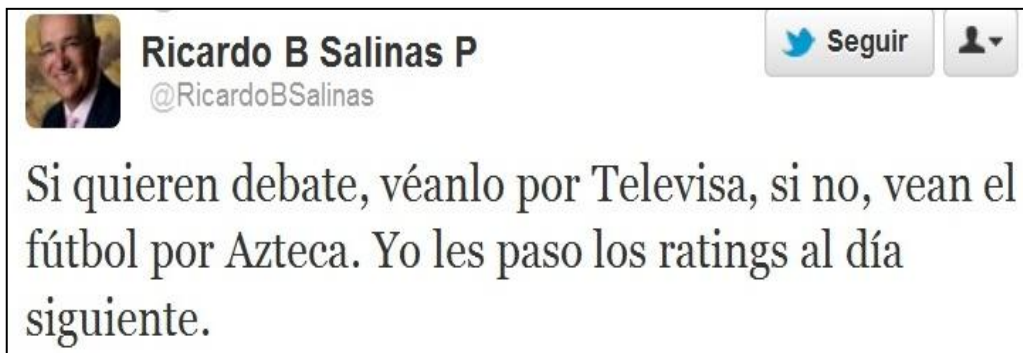 Ricardo B Salinas P
Seguir
@RicardoBSalinas
Si quieren debate, véanlo por Televisa, si no, vean el
fútbol por Azteca. Yo les paso los ratings al día
siguiente.